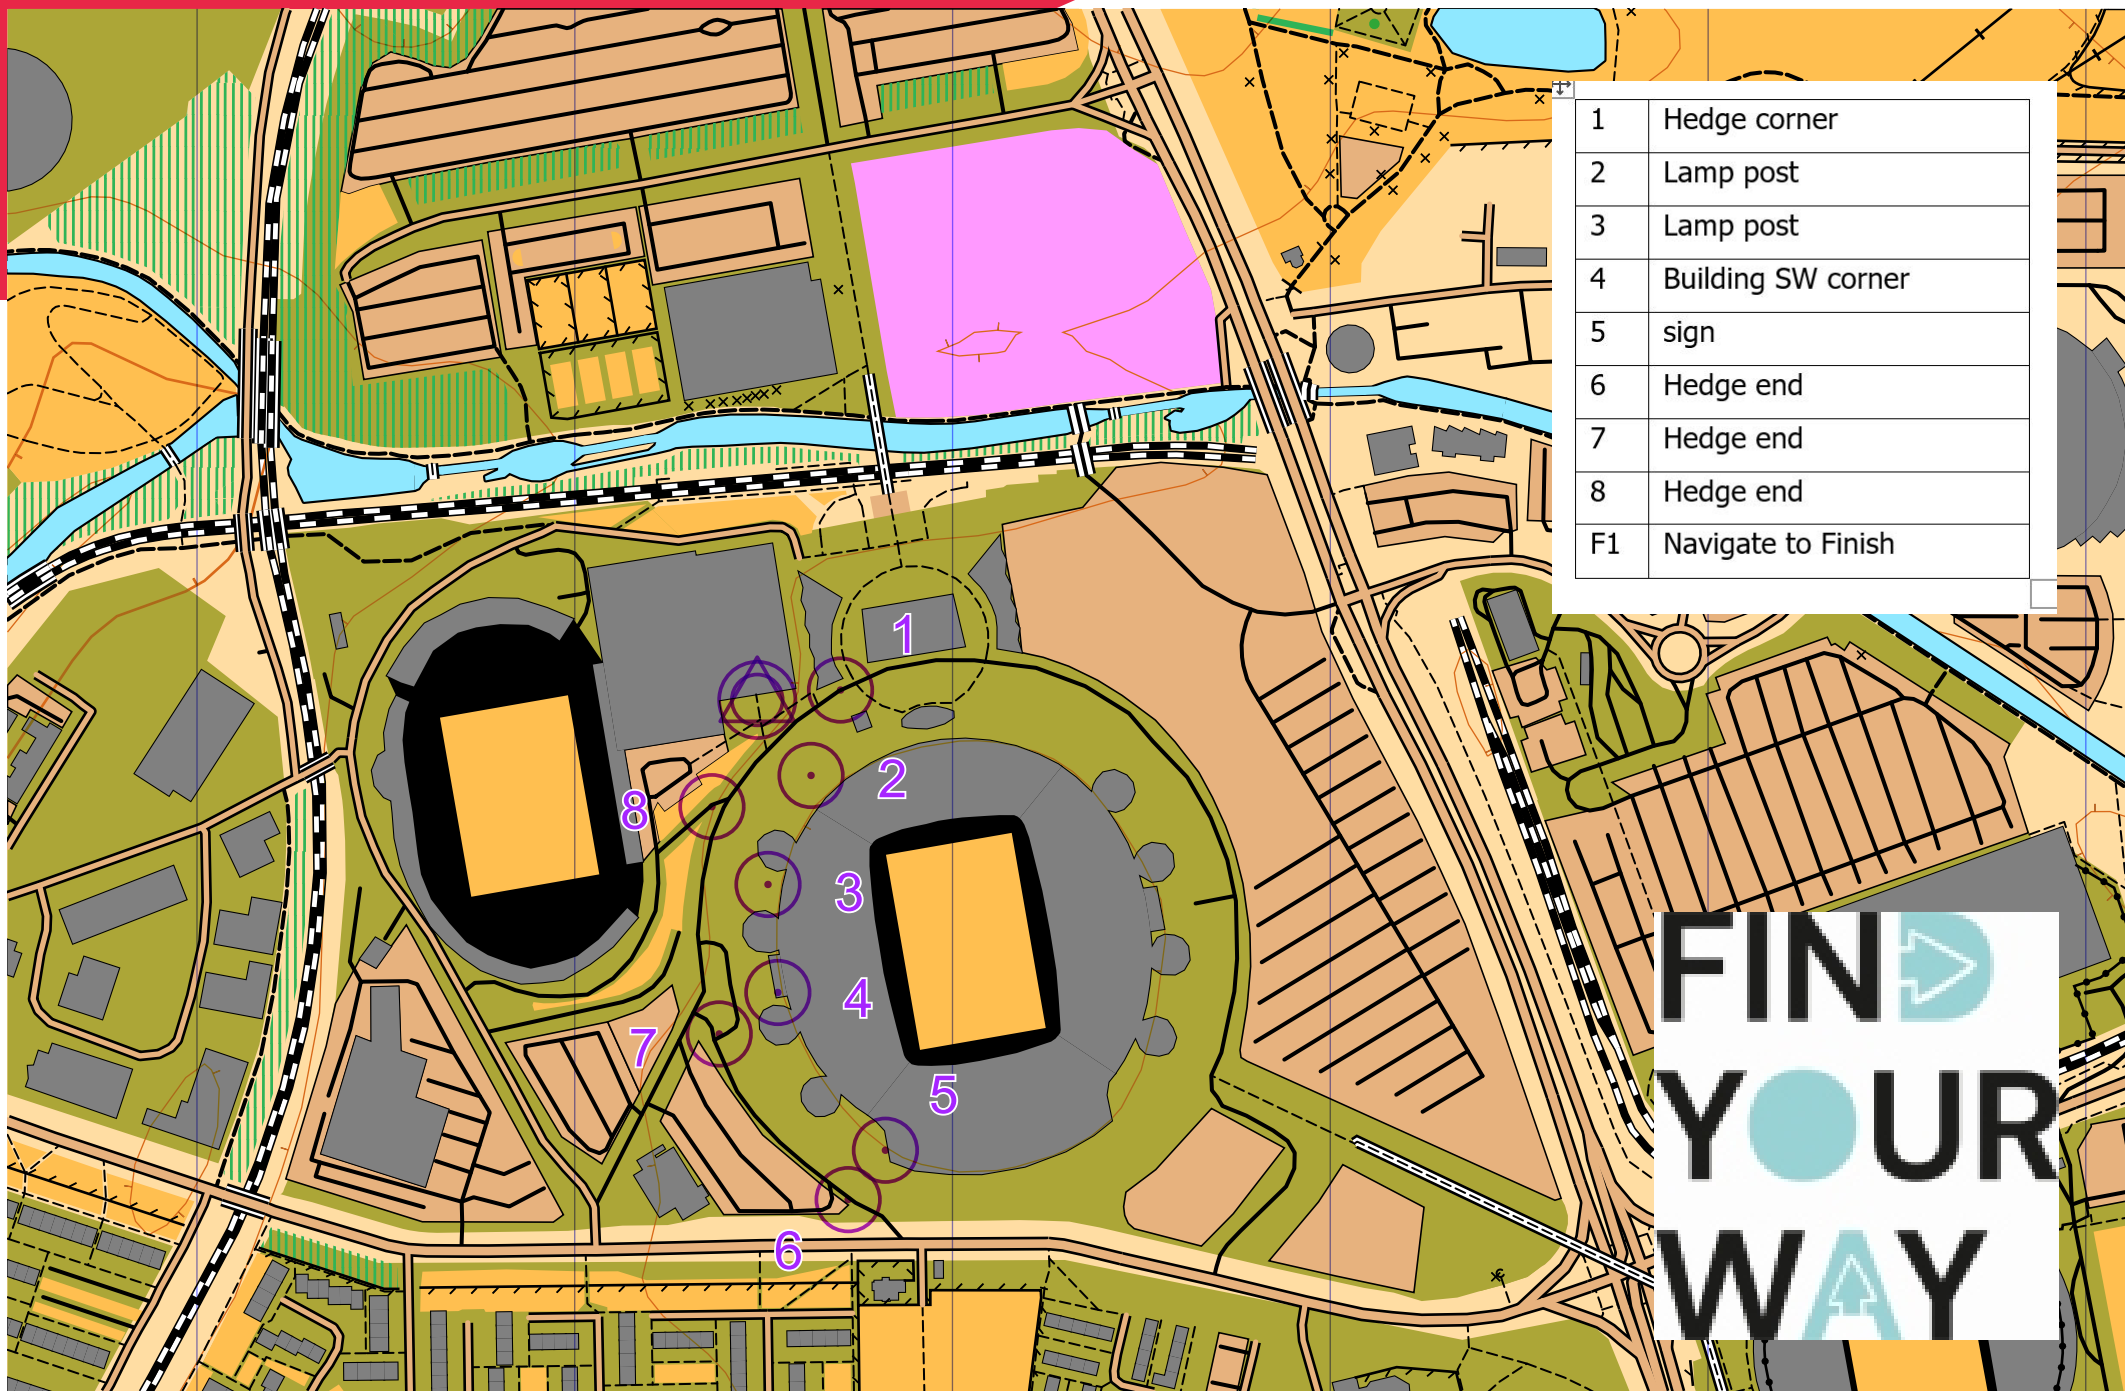 1 Hedge corner
2 Lamp post
3 Lamp post
4 Building SW corner
5 sign
6 Hedge end
7 Hedge end
8 Hedge end
F1 Navigate to Finish
1
2
8
3
4
7
5
6
FIND
YOUR
WAY